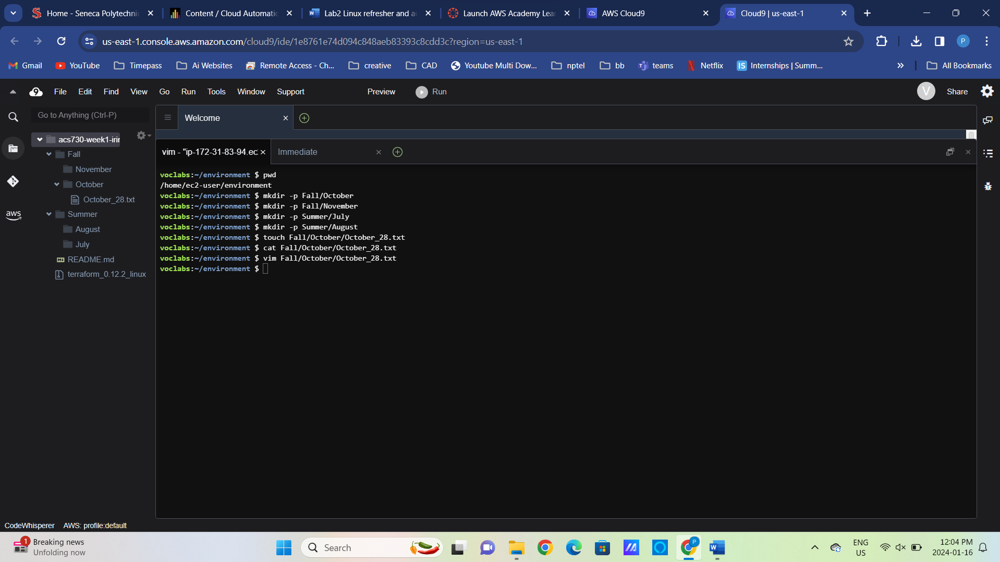 Home - Seneca Polytechnic
Content / Cloud Automatic
Lab2 Linux refresher and au
Launch AWS Academy Lear
AWS Cloud9
Cloud9 | us-east-1
us-east-1.console.aws.amazon.com/cloud9/ide/1e8761e74d094c848aeb83393c8cdd3c?region=us-east-1
P
Gmail
YouTube
Timepass
Ai Websites
Remote Access - Ch...
creative
CAD
Youtube Multi Dow...
nptel
bb
teams
Netflix
IS
Internships | Summ...
All Bookmarks
9
File
Edit
Find
View
Go
Run
Tools
Window
Support
Preview
Run
V
Share
Go to Anything (Ctrl-P)
Welcome
acs730-week1-irir
Fall
November
October
October_28.txt
Summer
August
July
README.md
terraform_0.12.2_linux
aws
vim - "ip-172-31-83-94.ec2
Immediate
voclabs:~/environment $ pwd
/home/ec2-user/environment
voclabs:~/environment $ mkdir -p Fall/October
voclabs:~/environment $ mkdir -p Fall/November
voclabs:~/environment $ mkdir -p Summer/July
voclabs:~/environment $ mkdir -p Summer/August
voclabs:~/environment $ touch Fall/October/October_28.txt
voclabs:~/environment $ cat Fall/October/October_28.txt
voclabs:~/environment $ vim Fall/October/October_28.txt
voclabs:~/environment $
CodeWhisperer
AWS: profile:default
1
Breaking news
Unfolding now
Search
P
W
ENG
US
12:04 PM
2024-01-16